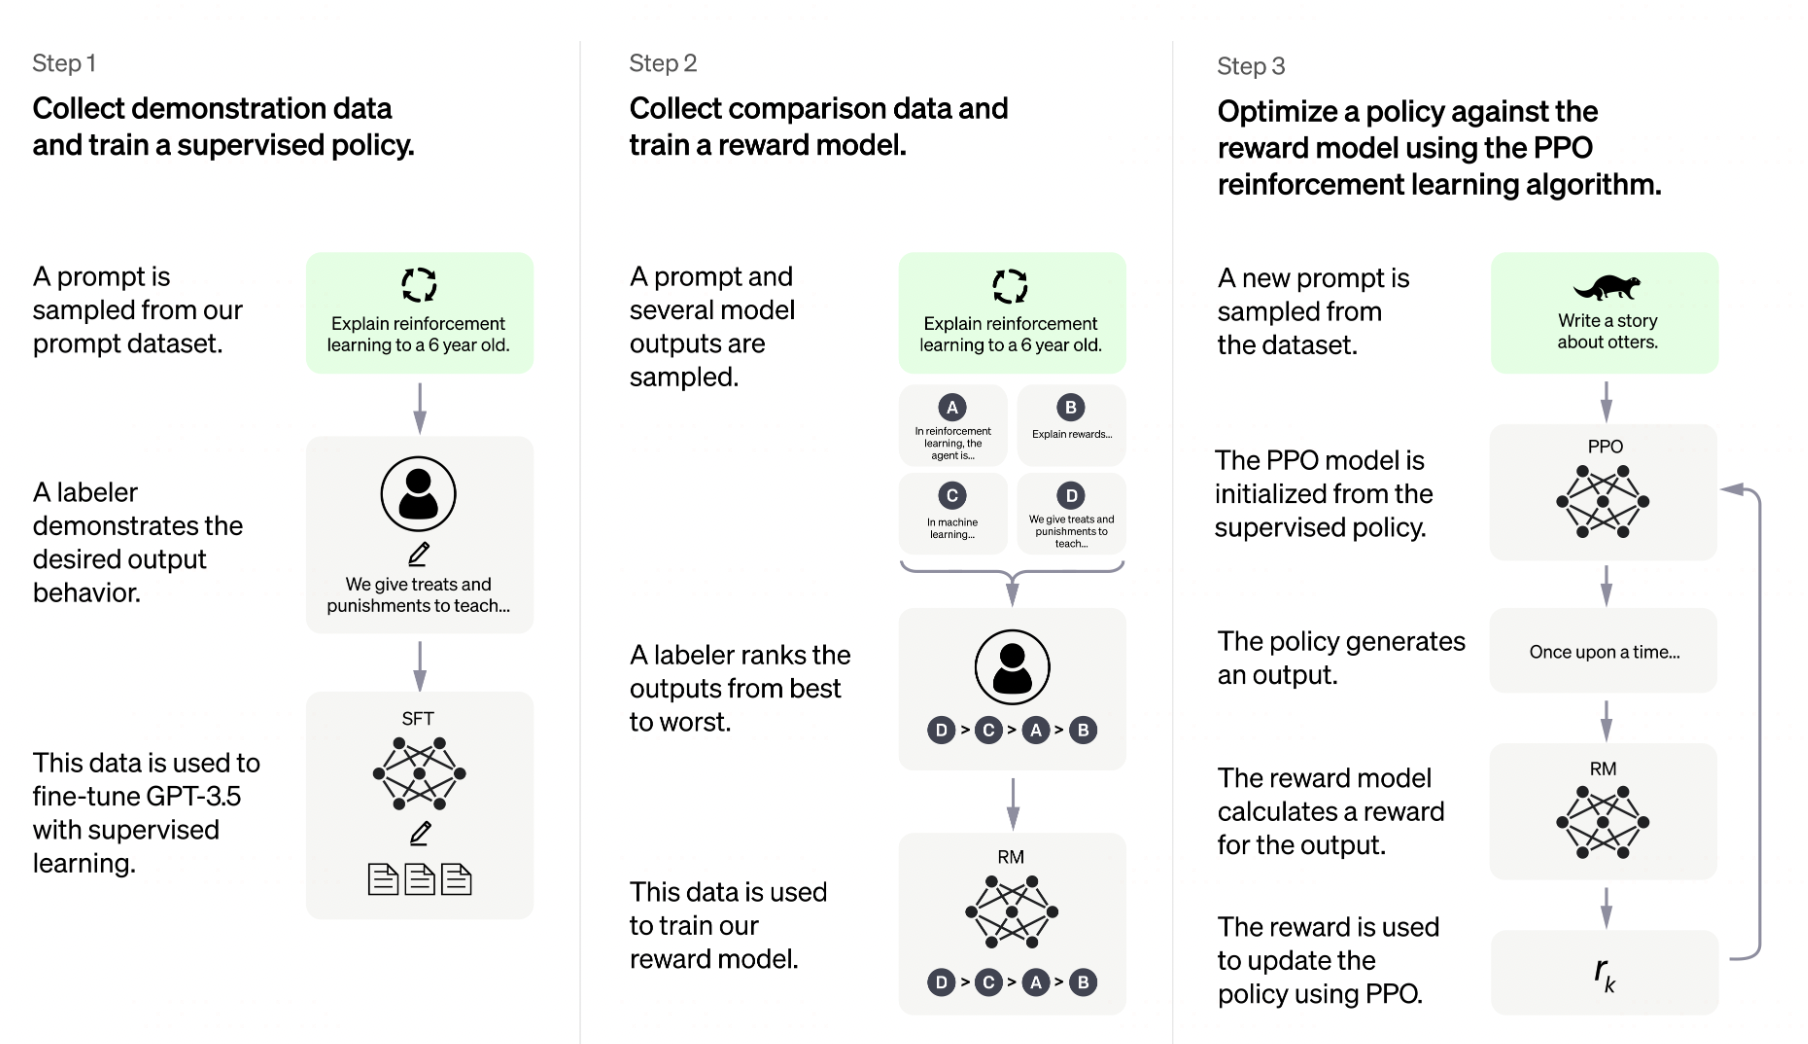 Step 1
Collect demonstration data
and train a supervised policy.
A prompt is
sampled from our
prompt dataset.
Explain reinforcement
learning to a 6 year old.
A labeler
demonstrates the
desired output
behavior.
We give treats and
punishments to teach...
This data is used to
fine-tune GPT-3.5
with supervised
learning.
SFT
Step 2
Collect comparison data and
train a reward model.
A prompt and
several model
outputs are
sampled.
Explain reinforcement
learning to a 6 year old.
A
In reinforcement
learning, the
agent is...
B
Explain rewards...
C
In machine
learning...
D
We give treats and
punishments to
teach...
A labeler ranks the
outputs from best
to worst.
D > C > A > B
This data is used
to train our
reward model.
RM
D > C > A > B
Step 3
Optimize a policy against the
reward model using the PPO
reinforcement learning algorithm.
A new prompt is
sampled from
the dataset.
Write a story
about otters.
The PPO model is
initialized from the
supervised policy.
PPO
The policy generates
an output.
Once upon a time...
The reward model
calculates a reward
for the output.
RM
The reward is used
to update the
policy using PPO.
rk